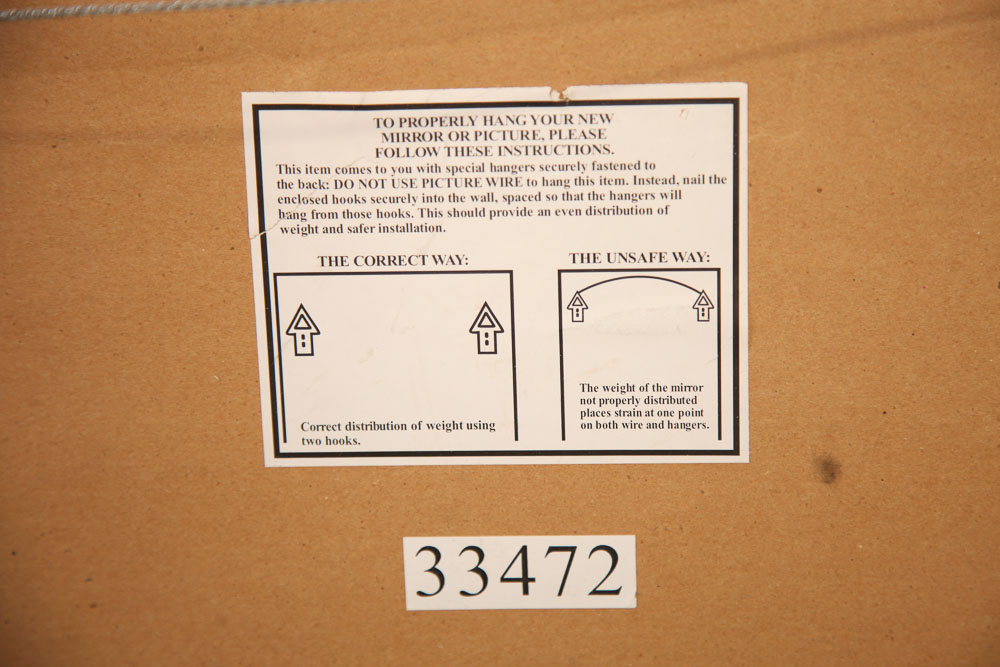 TO PROPERLY HANG YOUR NEW
MIRROR OR PICTURE, PLEASE
FOLLOW THESE INSTRUCTIONS.
This item comes to you with special hangers securely fastened to
the back: DO NOT USE PICTURE WIRE to hang this item. Instead, nail the
enclosed hooks securely into the wall, spaced so that the hangers will
hang from those hooks. This should provide an even distribution of
weight and safer installation.
THE CORRECT WAY:
Correct distribution of weight using
two hooks.
THE UNSAFE WAY:
The weight of the mirror
not properly distributed
places strain at one point
on both wire and hangers.
33472